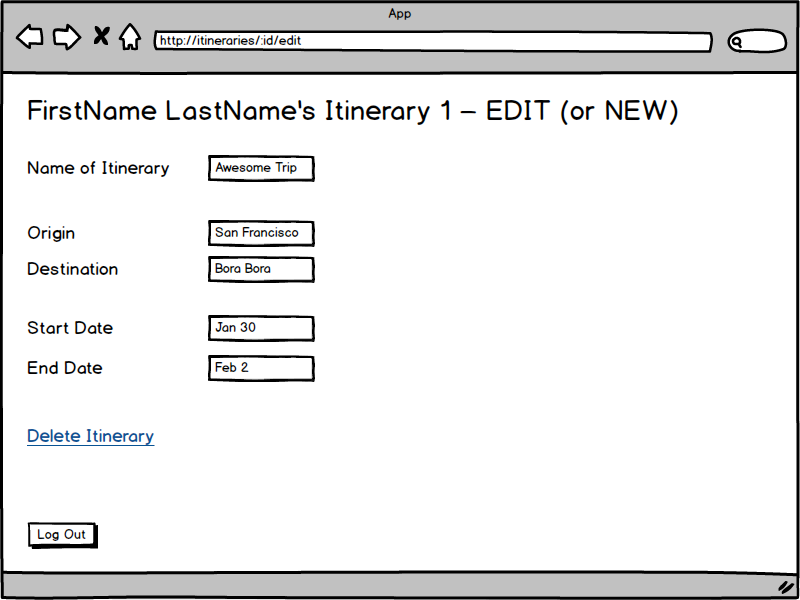 App
http://itineraries/:id/edit
FirstName LastName's Itinerary 1 – EDIT (or NEW)
Name of Itinerary Awesome Trip
Origin San Francisco
Destination Bora Bora
Start Date Jan 30
End Date Feb 2
Delete Itinerary
Log Out